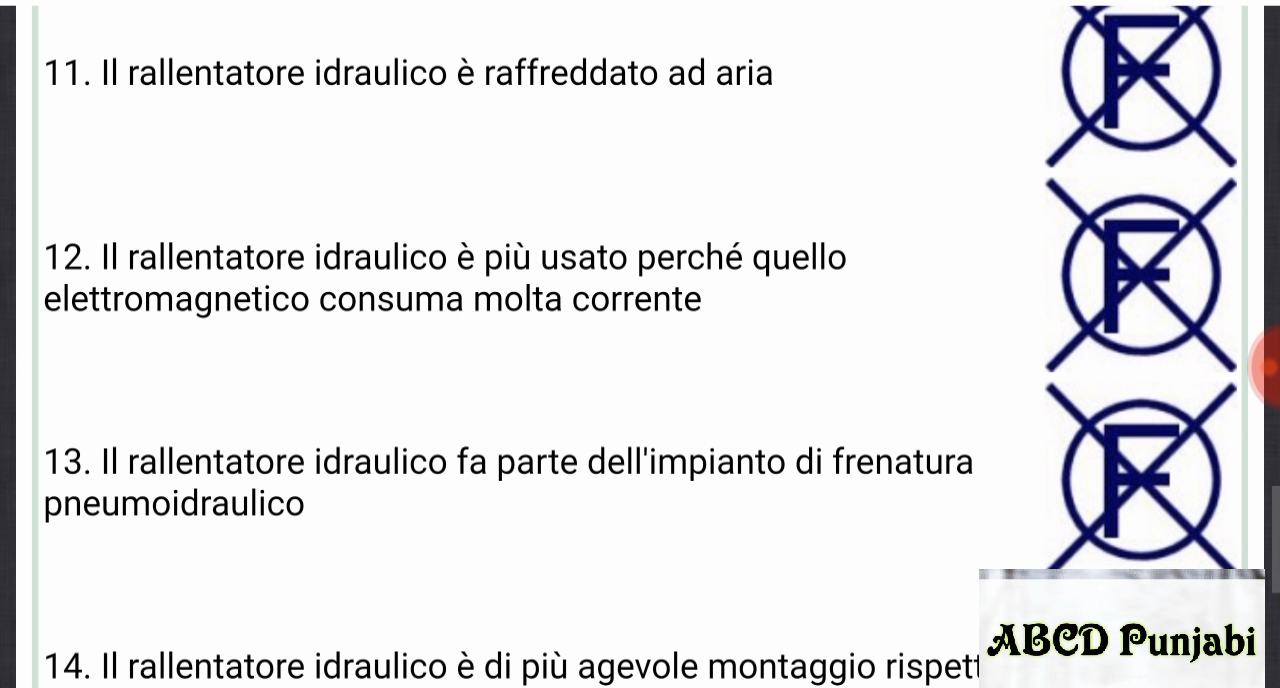 11. Il rallentatore idraulico è raffreddato ad aria
F
12. Il rallentatore idraulico è più usato perché quello
elettromagnetico consuma molta corrente
F
13. Il rallentatore idraulico fa parte dell'impianto di frenatura
pneumoidraulico
F
14. Il rallentatore idraulico è di più agevole montaggio
ABCD Punjabi